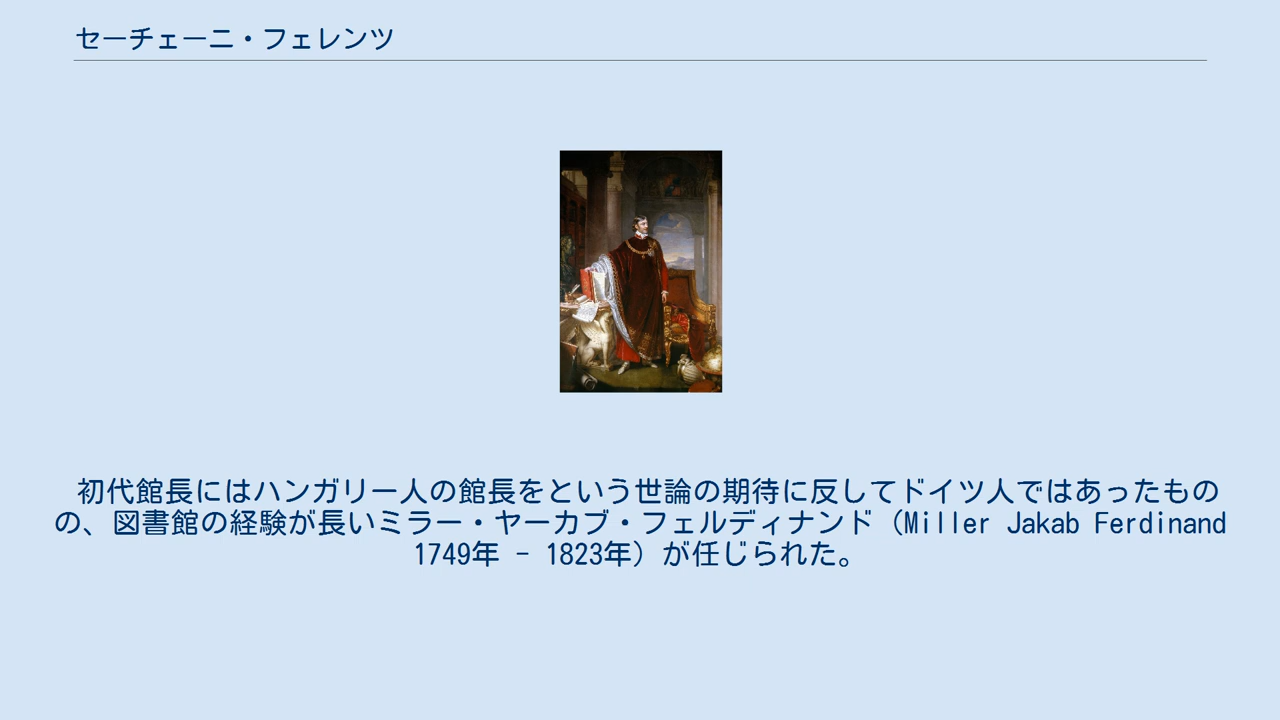 セーチェーニ・フェレンツ
初代館長にはハンガリー人の館長をという世論の期待に反してドイツ人ではあったもの
の、図書館の経験が長いミラー・ヤーカブ・フェルディナンド（Miller Jakab Ferdinand
1749年 - 1823年）が任じられた。